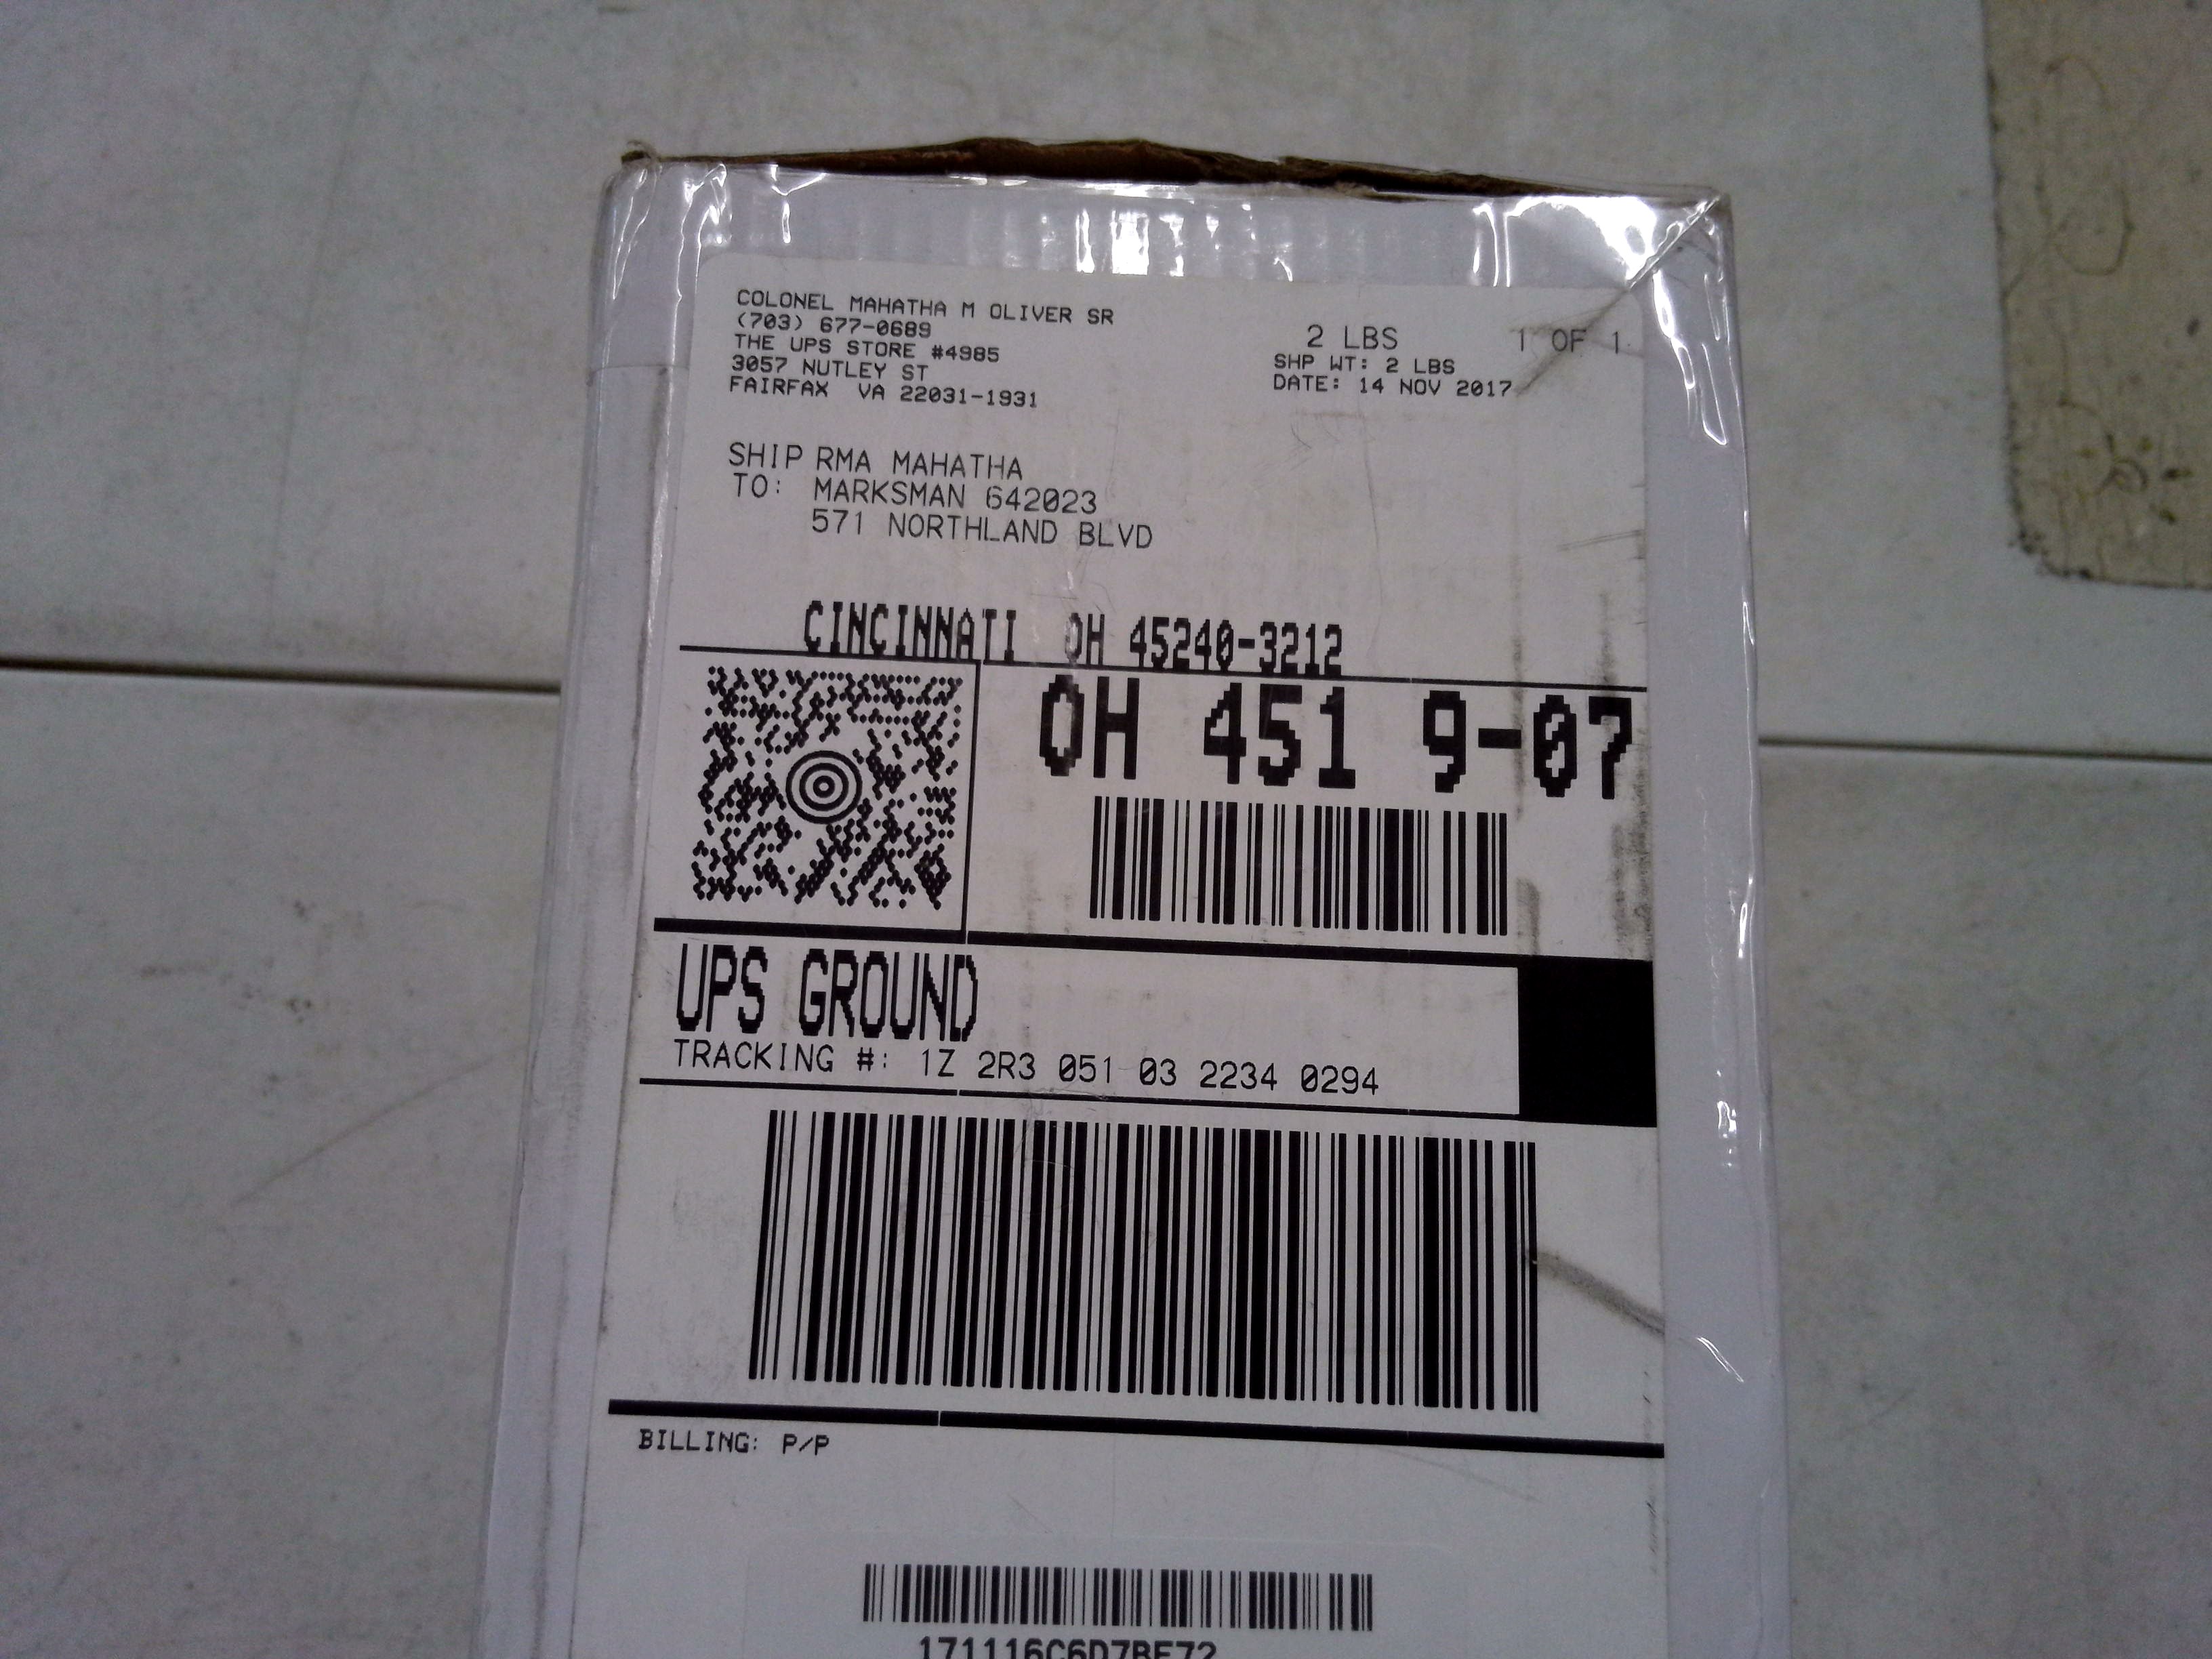 COLONEL MAHATHA M OLIVER SR
(703) 677-0689
THE UPS STORE #4985
3057 NUTLEY ST
FAIRFAX VA 22031-1931
2 LBS 1 OF 1
SHP WT: 2 LBS
DATE: 14 NOV 2017
SHIP RMA MAHATHA
TO: MARKSMAN 642023
571 NORTHLAND BLVD
CINCINNATI OH 45240-3212
OH 451 9-07
UPS GROUND
TRACKING #: 1Z 2R3 051 03 2234 0294
BILLING: P/P
171116C6D7BE72